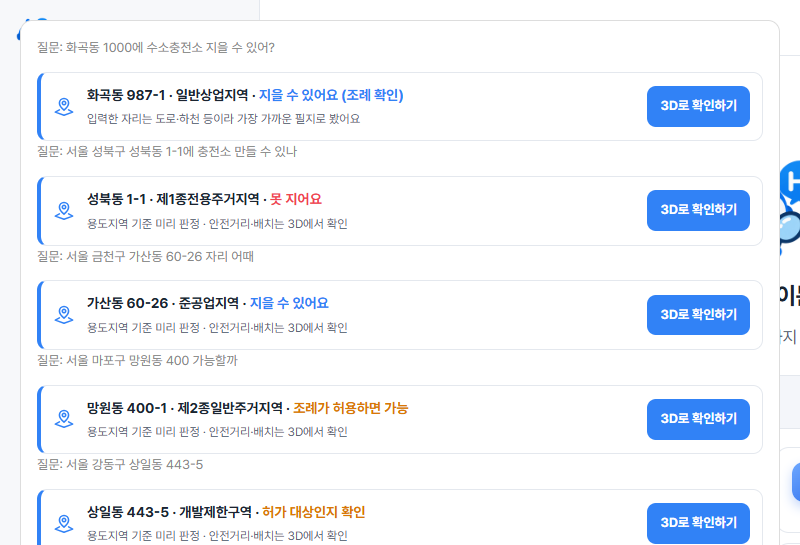 질문: 화곡동 1000에 수소충전소 지을 수 있어?
화곡동 987-1 · 일반상업지역 · 지을 수 있어요 (조례 확인)
입력한 자리는 도로·하천 등이라 가장 가까운 필지로 봤어요
3D로 확인하기
질문: 서울 성북구 성북동 1-1에 충전소 만들 수 있나
성북동 1-1 · 제1종전용주거지역 · 못 지어요
용도지역 기준 미리 판정 · 안전거리·배치는 3D에서 확인
3D로 확인하기
질문: 서울 금천구 가산동 60-26 자리 어때
가산동 60-26 · 준공업지역 · 지을 수 있어요
용도지역 기준 미리 판정 · 안전거리·배치는 3D에서 확인
3D로 확인하기
질문: 서울 마포구 망원동 400 가능할까
망원동 400-1 · 제2종일반주거지역 · 조례가 허용하면 가능
용도지역 기준 미리 판정 · 안전거리·배치는 3D에서 확인
3D로 확인하기
질문: 서울 강동구 상일동 443-5
상일동 443-5 · 개발제한구역 · 허가 대상인지 확인
용도지역 기준 미리 판정 · 안전거리·배치는 3D에서 확인
3D로 확인하기